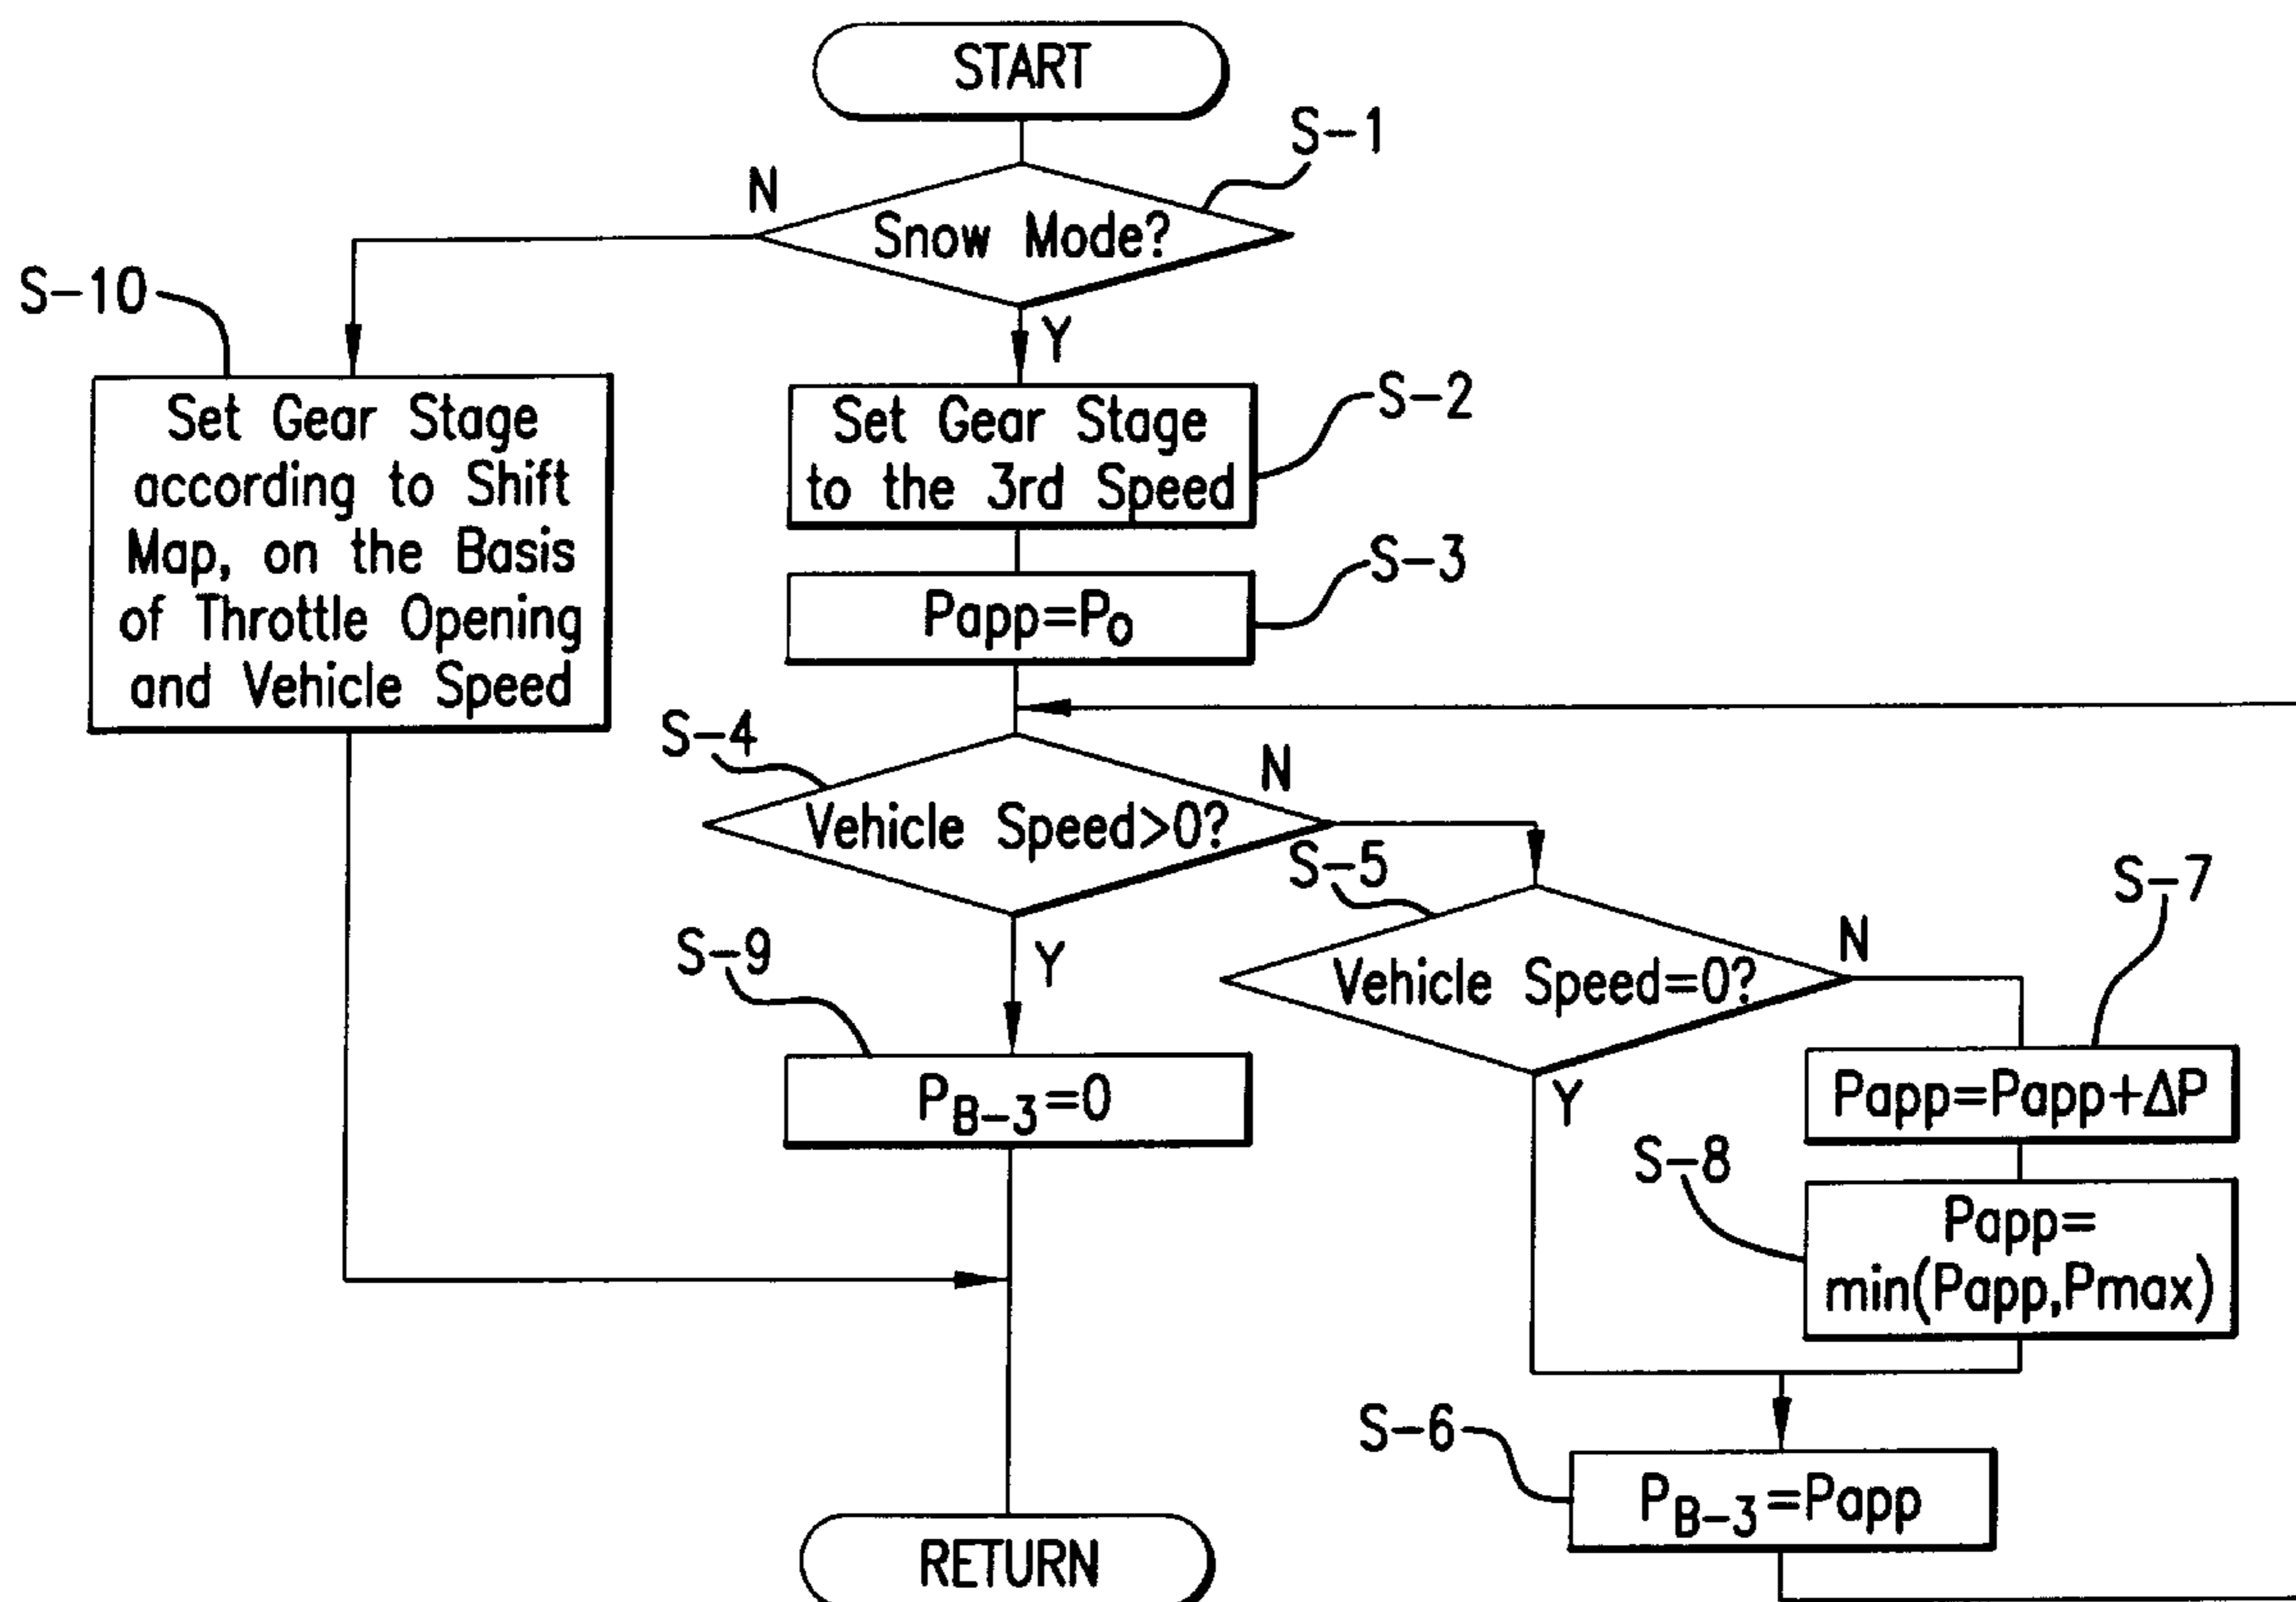 START
S-1
N
Snow Mode?
S-10
Y
Set Gear Stage
according to Shift
Map, on the Basis
of Throttle Opening
and Vehicle Speed
Set Gear Stage
to the 3rd Speed
S-2
S-3
Papp=P0
S-4
N
Vehicle Speed>0?
S-5
S-7
S-9
Y
N
Vehicle Speed=0?
PB-3=0
Y
Papp=Papp+ΔP
S-8
Papp=
min(Papp,Pmax)
S-6
PB-3=Papp
RETURN